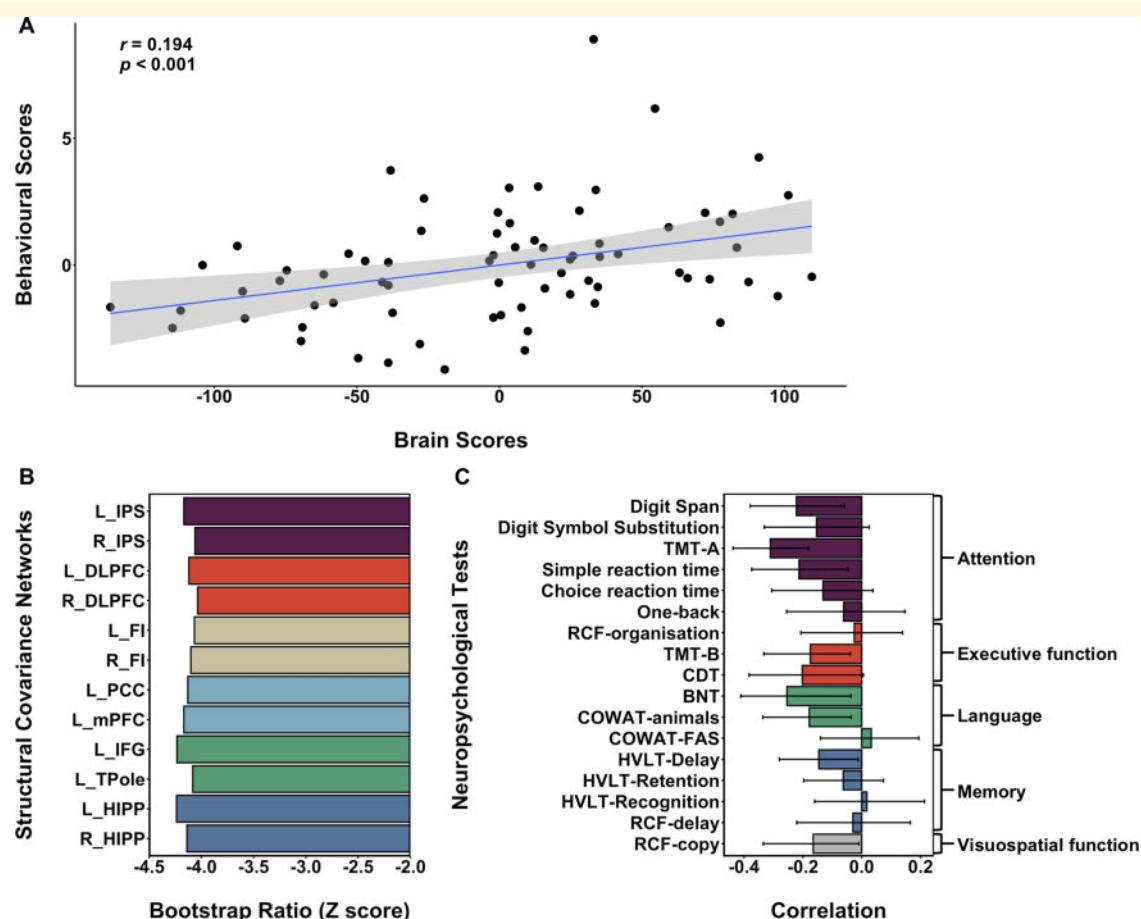 A
r = 0.194
p < 0.001
Behavioural Scores
5
0
-100
-50
0
50
100
Brain Scores
B
Structural Covariance Networks
L_IPS
R_IPS
L_DLPFC
R_DLPFC
L_FI
R_FI
L_PCC
L_mPFC
L_IFG
L_TPole
L_HIPP
R_HIPP
-4.5
-4.0
-3.5
-3.0
-2.5
-2.0
Bootstrap Ratio (Z score)
C
Neuropsychological Tests
Digit Span
Digit Symbol Substitution
TMT-A
Simple reaction time
Choice reaction time
One-back
RCF-organisation
TMT-B
CDT
BNT
COWAT-animals
COWAT-FAS
HVLT-Delay
HVLT-Retention
HVLT-Recognition
RCF-delay
RCF-copy
Attention
Executive function
Language
Memory
Visuospatial function
-0.4
-0.2
0.0
0.2
Correlation